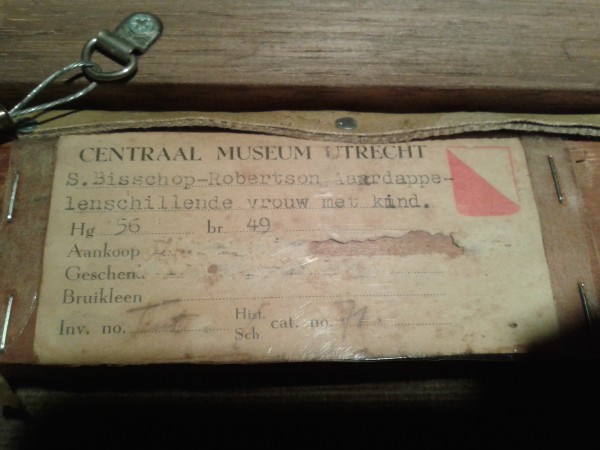 CENTRAAL MUSEUM UTRECHT
S.Bisschop-Robertson Aardappe-
lenschillende vrouw met kind.
Hg 56 br 49
Aankoop
Geschenk
Bruikleen
Inv. no. Hist. Sch cat. no. 71.